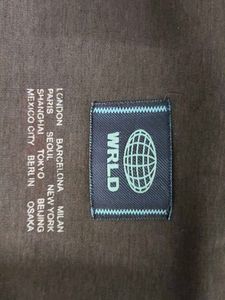 LONDON BARCELONA MILAN
PARIS SEOUL NEW YORK
SHANGHAI TOKYO BEIJING
MEXICO CITY BERLIN OSAKA
WRLD